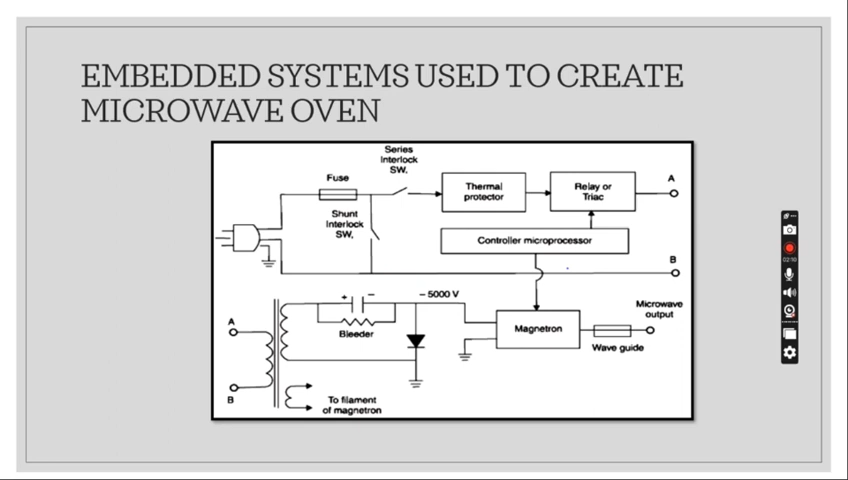 EMBEDDED SYSTEMS USED TO CREATE
MICROWAVE OVEN
Series
Interlock
SW.
Fuse
Shunt
Interlock
SW.
Thermal
protector
Relay or
Triac
A
Controller microprocessor
B
+ −
– 5000 V
Bleeder
A
B
Magnetron
Microwave
output
Wave guide
To filament
of magnetron